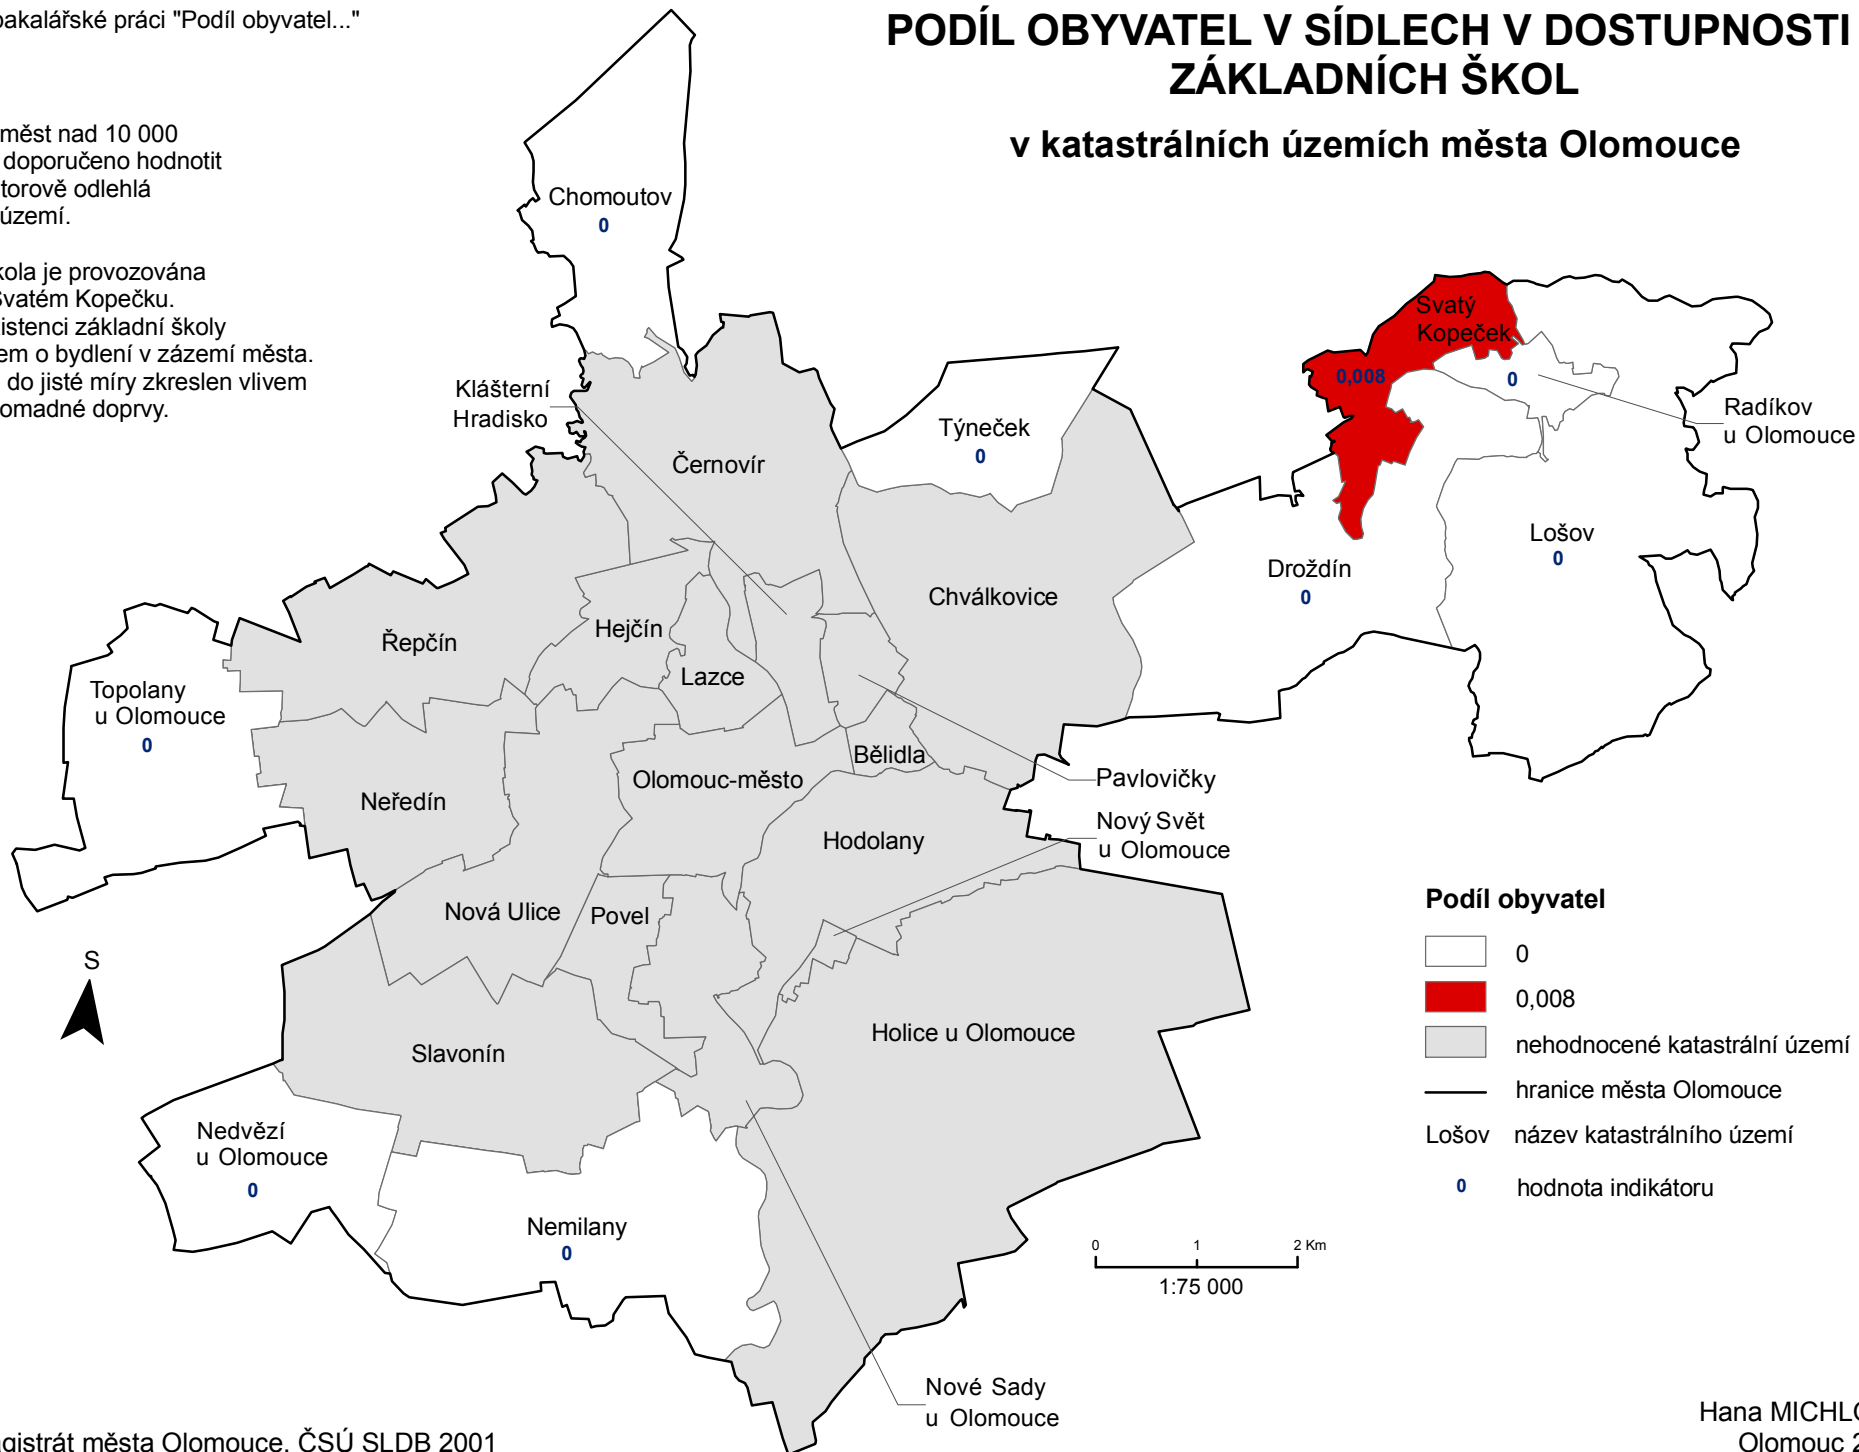 bakalářské práci "Podíl obyvatel..."
PODÍL OBYVATEL V SÍDLECH V DOSTUPNOSTI
ZÁKLADNÍCH ŠKOL
v katastrálních územích města Olomouce
měst nad 10 000
doporučeno hodnotit
torově odlehlá
území.
kola je provozována
Svatém Kopečku.
xistenci základní školy
em o bydlení v zázemí města.
do jisté míry zkreslen vlivem
omadné doprvy.
Chomoutov
0
Svatý
Kopeček
0,008
0
Radíkov
u Olomouce
Klášterní
Hradisko
Týneček
0
Černovír
Lošov
0
Droždín
0
Chválkovice
Řepčín
Hejčín
Lazce
Topolany
u Olomouce
0
Bělidla
Olomouc-město
Pavlovičky
Neředín
Nový Svět
u Olomouce
Hodolany
Nová Ulice
Povel
Podíl obyvatel
0
0,008
nehodnocené katastrální území
hranice města Olomouce
Lošov název katastrálního území
0 hodnota indikátoru
S
Holice u Olomouce
Slavonín
Nedvězí
u Olomouce
0
Nemilany
0
0 1 2 Km
1:75 000
Nové Sady
u Olomouce
Hana MICHLO
Olomouc 2
agistrát města Olomouce, ČSÚ SLDB 2001